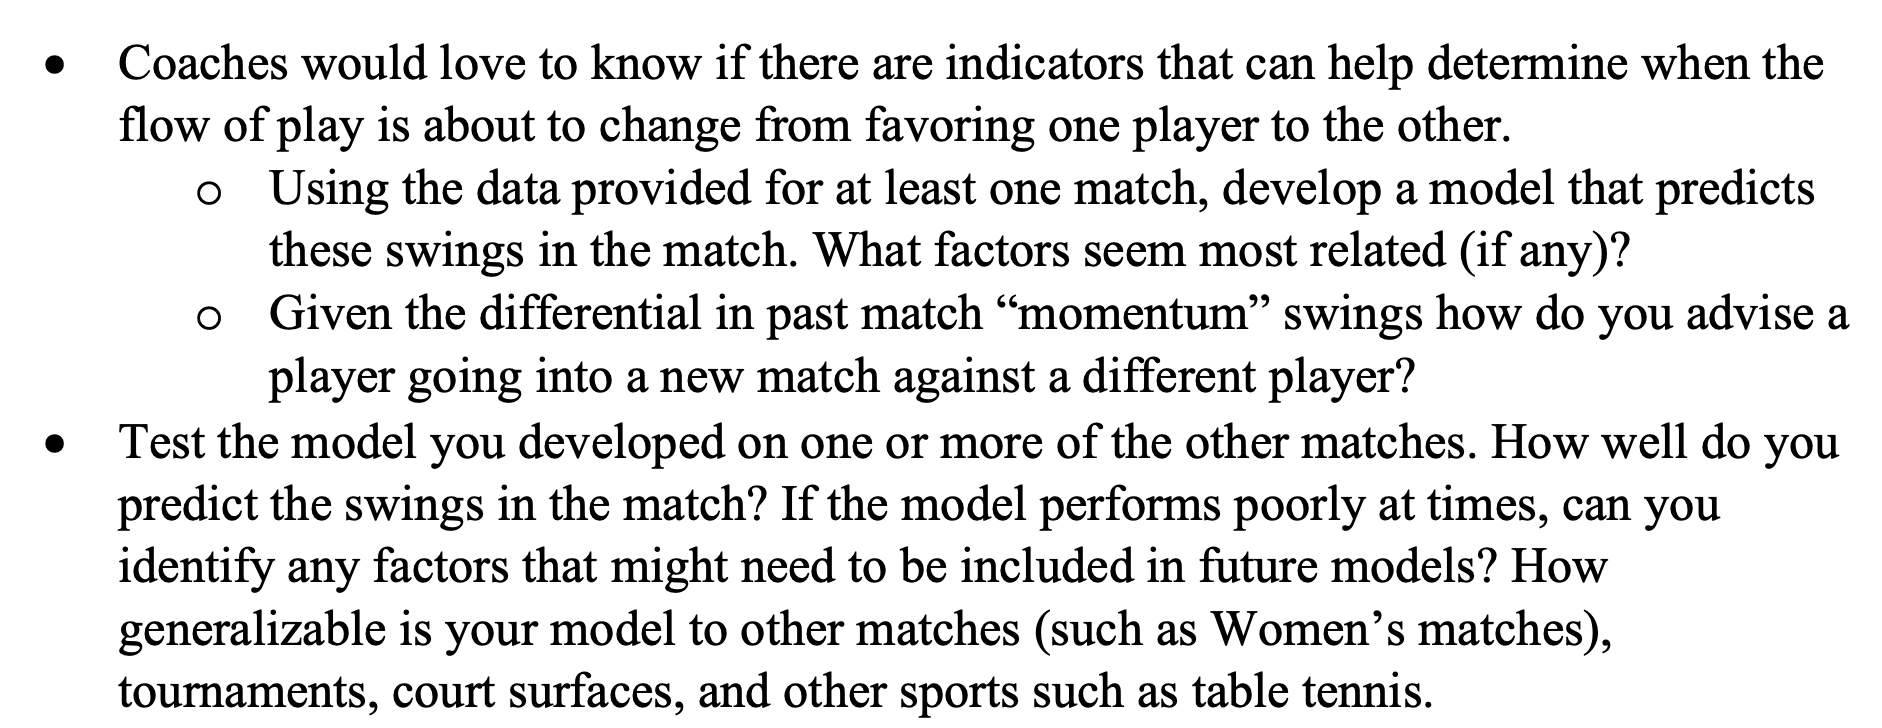 • Coaches would love to know if there are indicators that can help determine when the
flow of play is about to change from favoring one player to the other.
o Using the data provided for at least one match, develop a model that predicts
these swings in the match. What factors seem most related (if any)?
o Given the differential in past match “momentum” swings how do you advise a
player going into a new match against a different player?
• Test the model you developed on one or more of the other matches. How well do you
predict the swings in the match? If the model performs poorly at times, can you
identify any factors that might need to be included in future models? How
generalizable is your model to other matches (such as Women’s matches),
tournaments, court surfaces, and other sports such as table tennis.